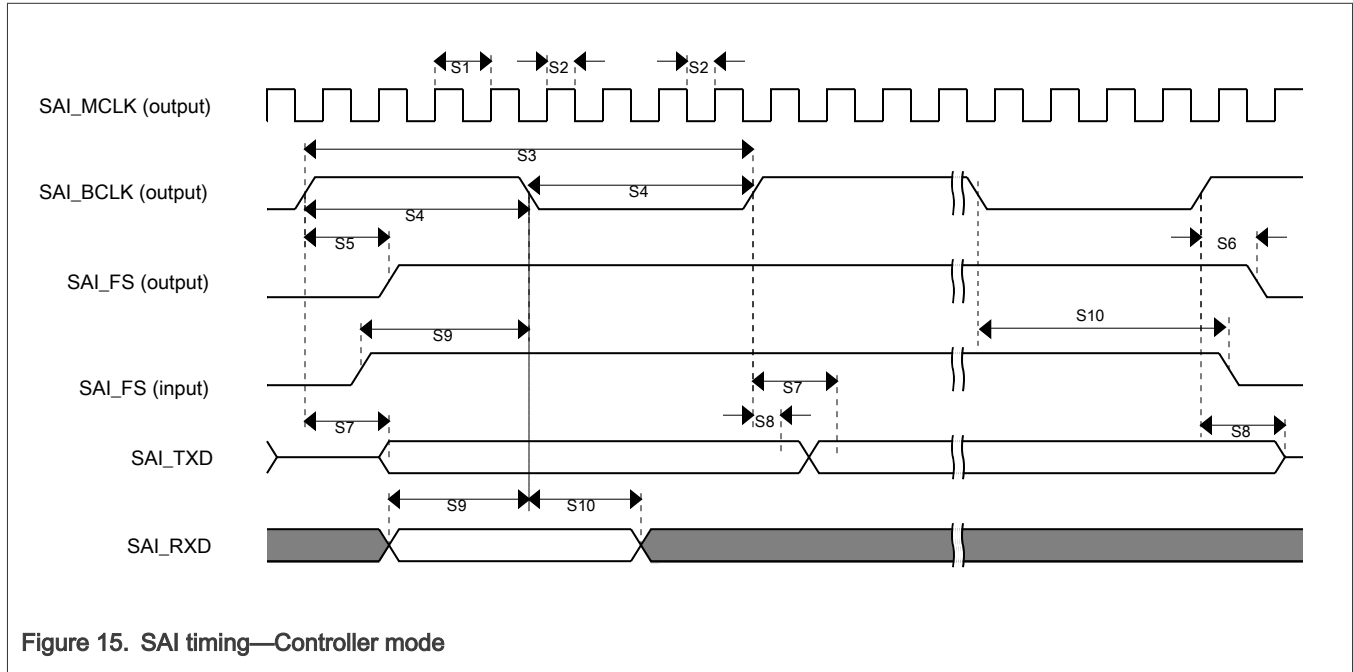 S1 S2 S2
SAI_MCLK (output)
S3
SAI_BCLK (output)
S4
S4
S5 S6
SAI_FS (output)
S9 S10
SAI_FS (input)
S7
S7 S8 S8
SAI_TXD
S9 S10
SAI_RXD
Figure 15. SAI timing—Controller mode